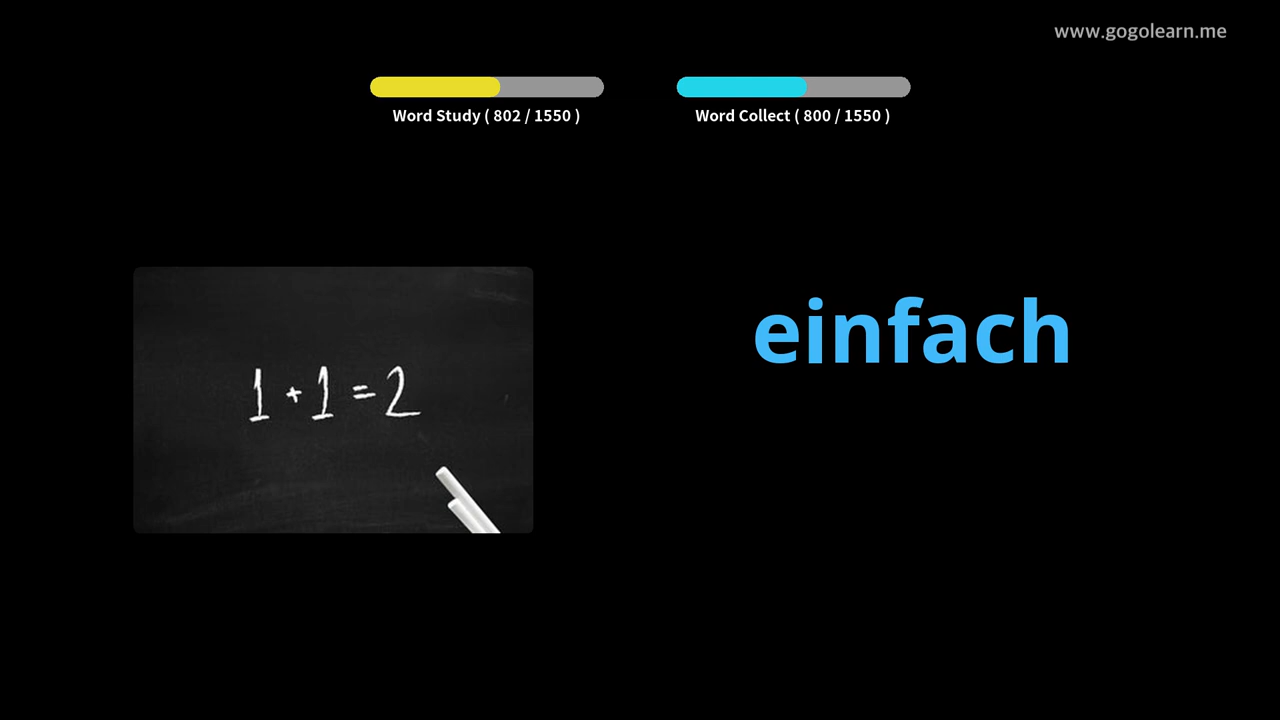 www.gogolearn.me
Word Study ( 802 / 1550 )
Word Collect ( 800 / 1550 )
einfach
1 + 1 = 2